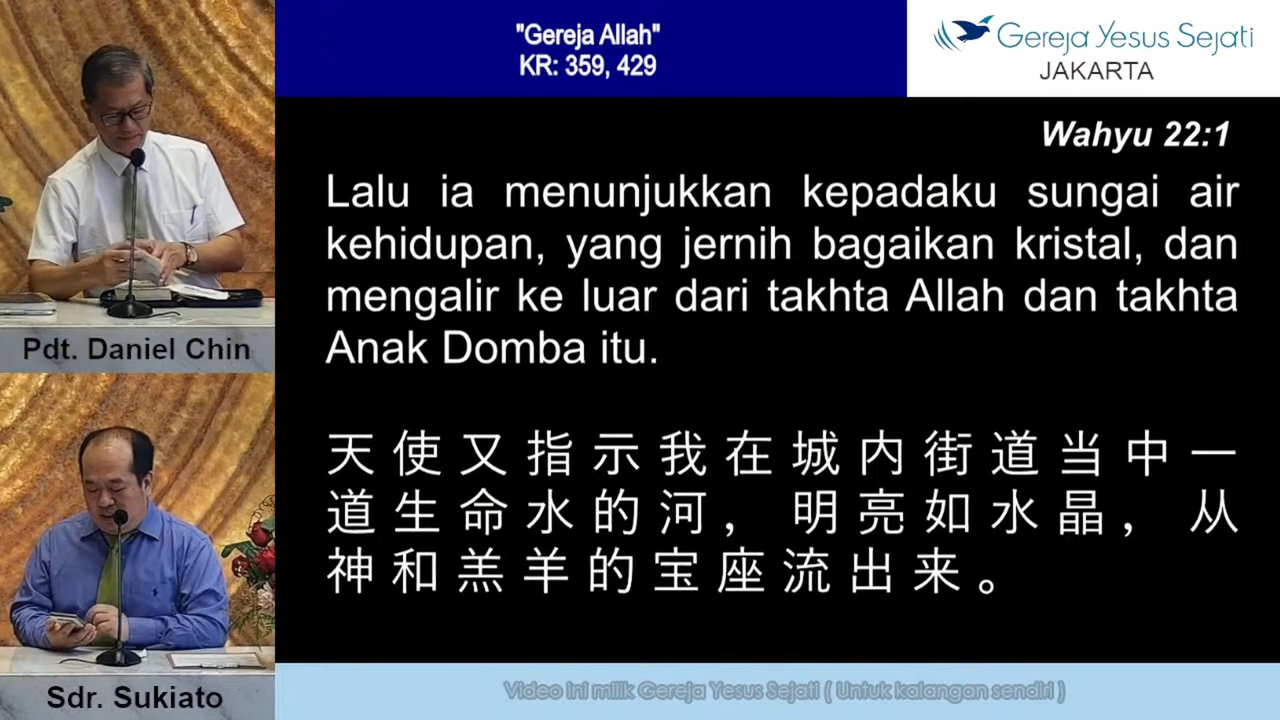 "Gereja Allah"
KR: 359, 429
Gereja Yesus Sejati
JAKARTA
Wahyu 22:1
Lalu ia menunjukkan kepadaku sungai air
kehidupan, yang jernih bagaikan kristal, dan
mengalir ke luar dari takhta Allah dan takhta
Anak Domba itu.
天使又指示我在城内街道当中一
道生命水的河，明亮如水晶，从
神和羔羊的宝座流出来。
Pdt. Daniel Chin
Sdr. Sukiato
Video ini milik Gereja Yesus Sejati ( Untuk kalangan sendiri )